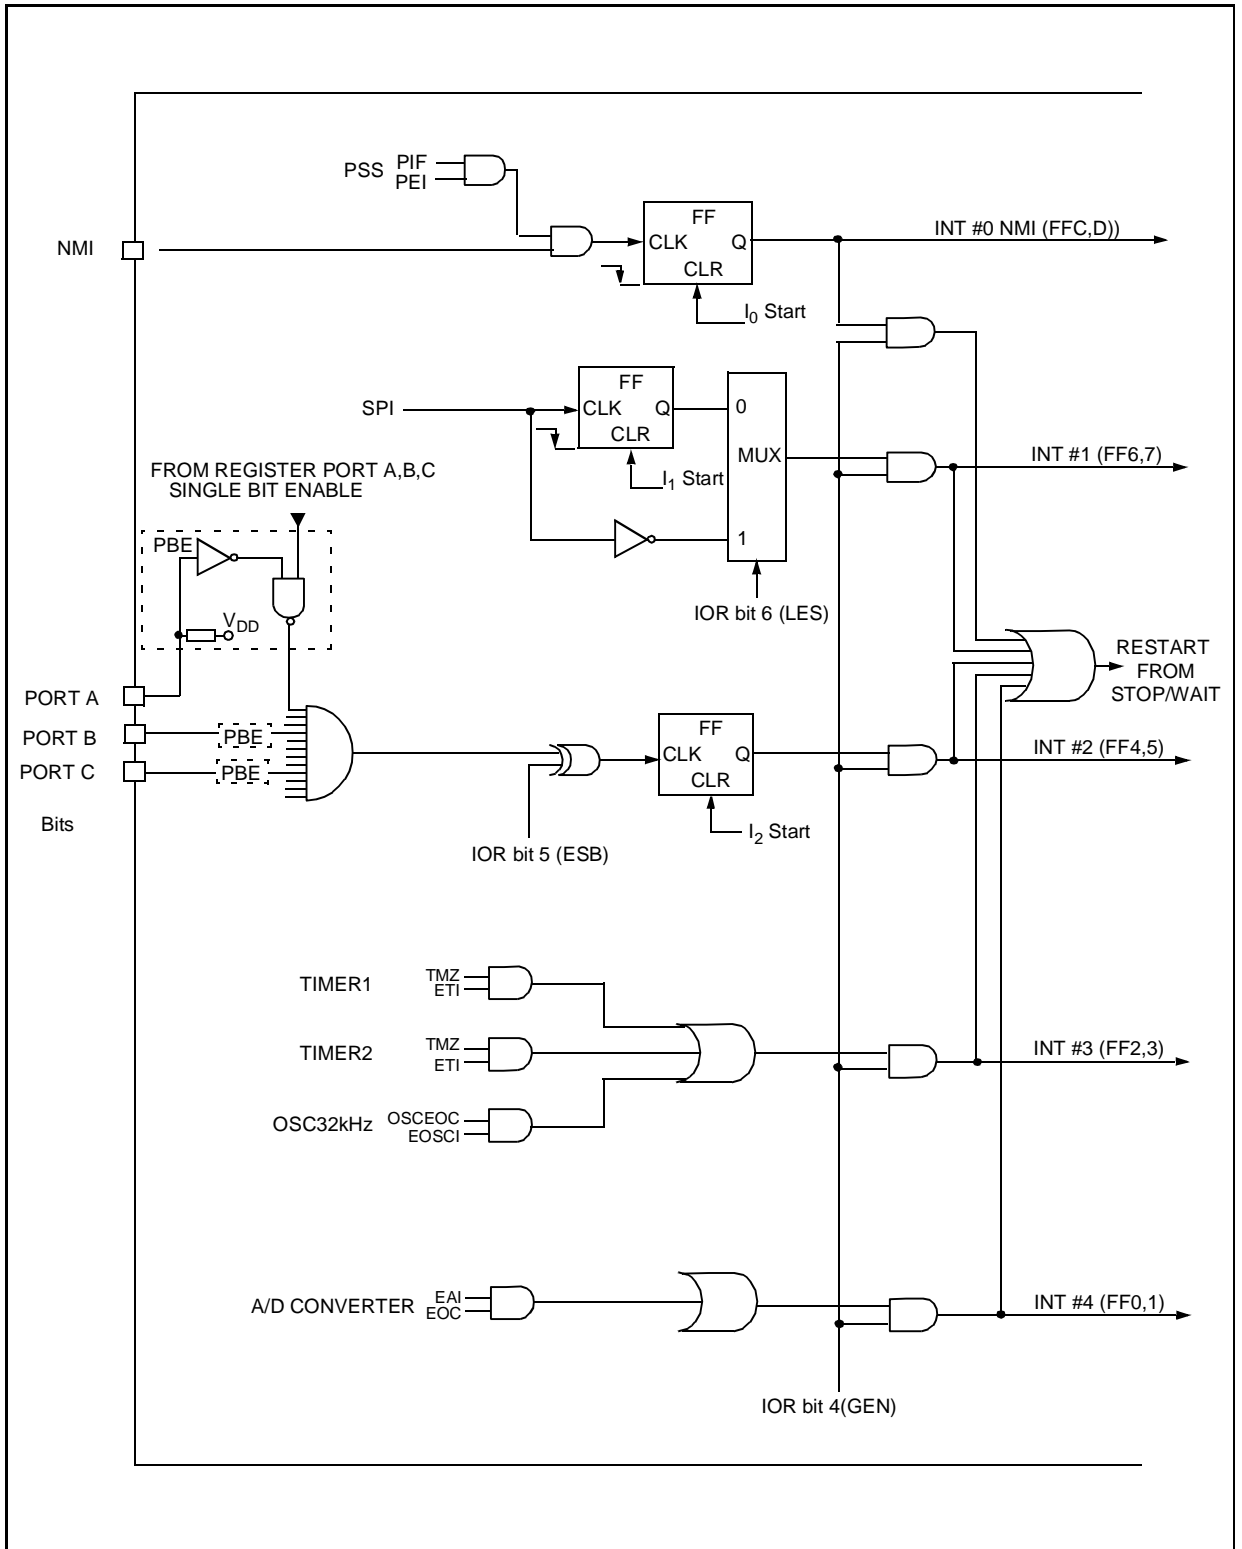 PSS
PIF
PEI
NMI
FF
CLK
Q
CLR
I0 Start
INT #0 NMI (FFC,D))
SPI
FF
CLK
Q
CLR
I1 Start
0
MUX
1
IOR bit 6 (LES)
INT #1 (FF6,7)
FROM REGISTER PORT A,B,C
SINGLE BIT ENABLE
PBE
VDD
PORT A
PORT B
PBE
PORT C
PBE
Bits
RESTART
FROM
STOP/WAIT
FF
CLK
Q
CLR
I2 Start
IOR bit 5 (ESB)
INT #2 (FF4,5)
TIMER1
TMZ
ETI
TIMER2
TMZ
ETI
OSC32kHz
OSCEOC
EOSCI
INT #3 (FF2,3)
A/D CONVERTER
EAI
EOC
INT #4 (FF0,1)
IOR bit 4(GEN)